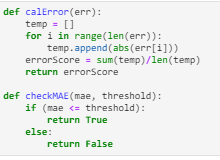 def calError(err):
    temp = []
    for i in range(len(err)):
        temp.append(abs(err[i]))
    errorScore = sum(temp)/len(temp)
    return errorScore

def checkMAE(mae, threshold):
    if (mae <= threshold):
        return True
    else:
        return False